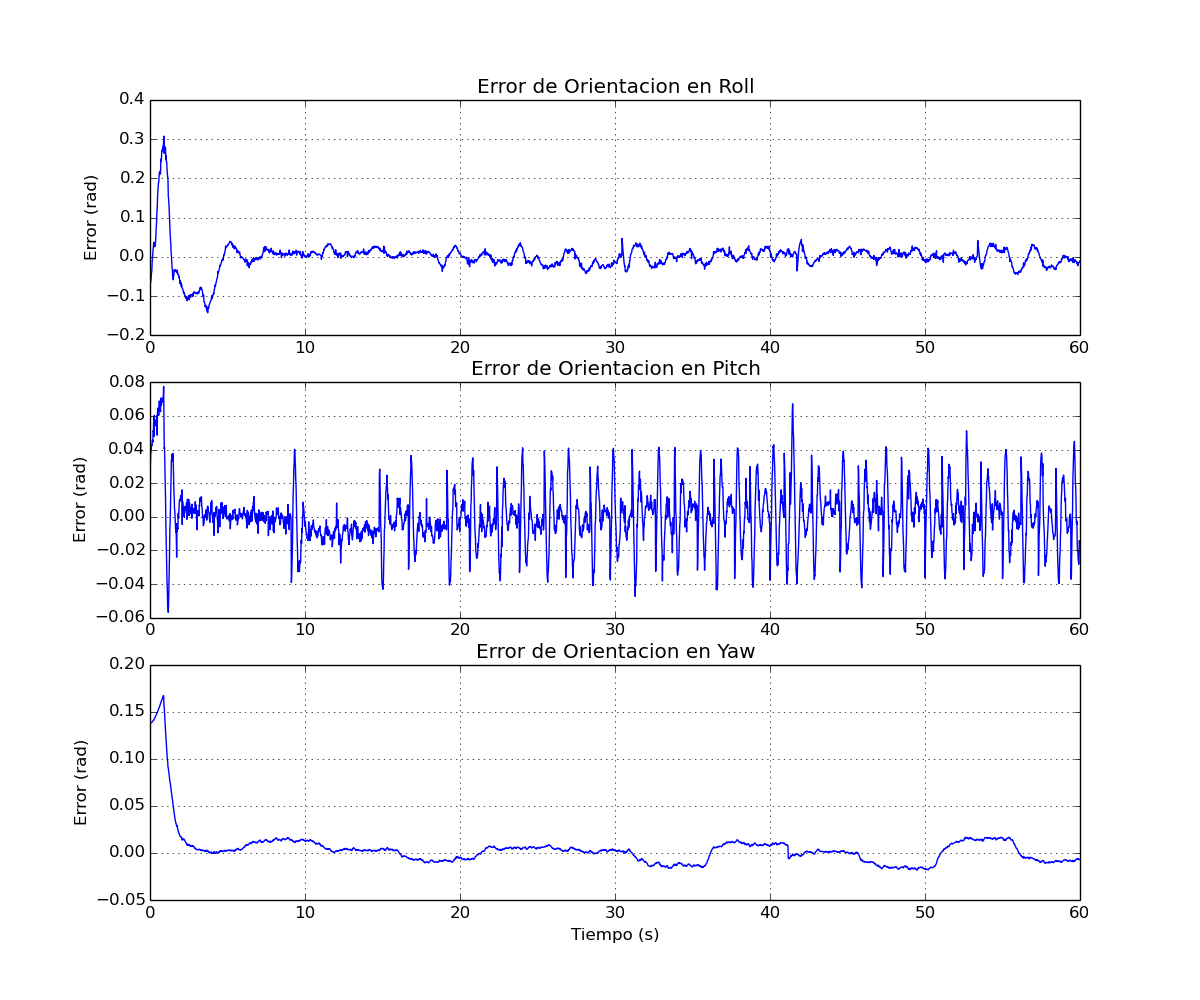 Error de Orientacion en Roll
Error (rad)
0.4
0.3
0.2
0.1
0.0
−0.1
−0.2
0 10 20 30 40 50 60
Error de Orientacion en Pitch
Error (rad)
0.08
0.06
0.04
0.02
0.00
−0.02
−0.04
−0.06
0 10 20 30 40 50 60
Error de Orientacion en Yaw
Error (rad)
0.20
0.15
0.10
0.05
0.00
−0.05
0 10 20 30 40 50 60
Tiempo (s)